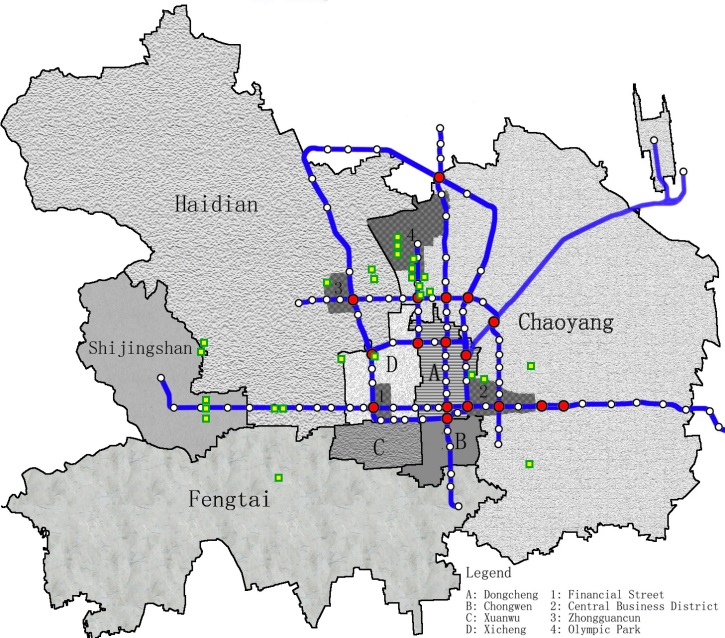 Haidian
4
3
Chaoyang
Shijingshan
D
A
1
2
C
B
Fengtai
Legend
A: Dongcheng 1: Financial Street
B: Chongwen 2: Central Business District
C: Xuanwu 3: Zhongguancun
D: Xicheng 4: Olympic Park